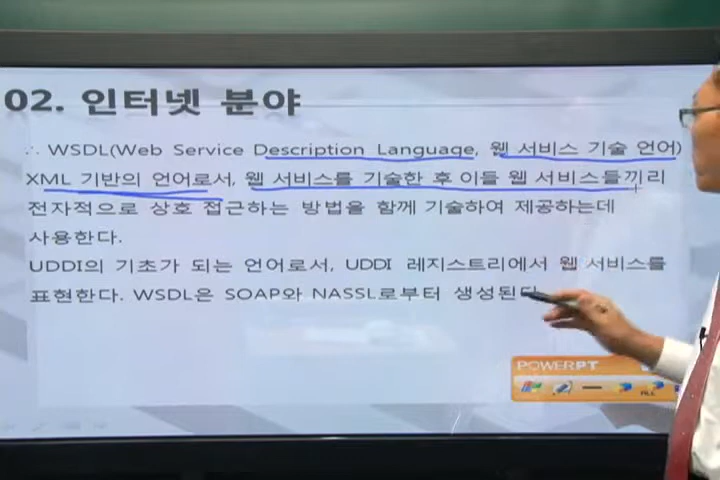 02. 인터넷 분야
∴ WSDL(Web Service Description Language, 웹 서비스 기술 언어)
XML 기반의 언어로서, 웹 서비스를 기술한 후 이들 웹 서비스들끼리
전자적으로 상호 접근하는 방법을 함께 기술하여 제공하는데
사용한다.
UDDI의 기초가 되는 언어로서, UDDI 레지스트리에서 웹 서비스를
표현한다. WSDL은 SOAP와 NASSL로부터 생성된다
POWERPT